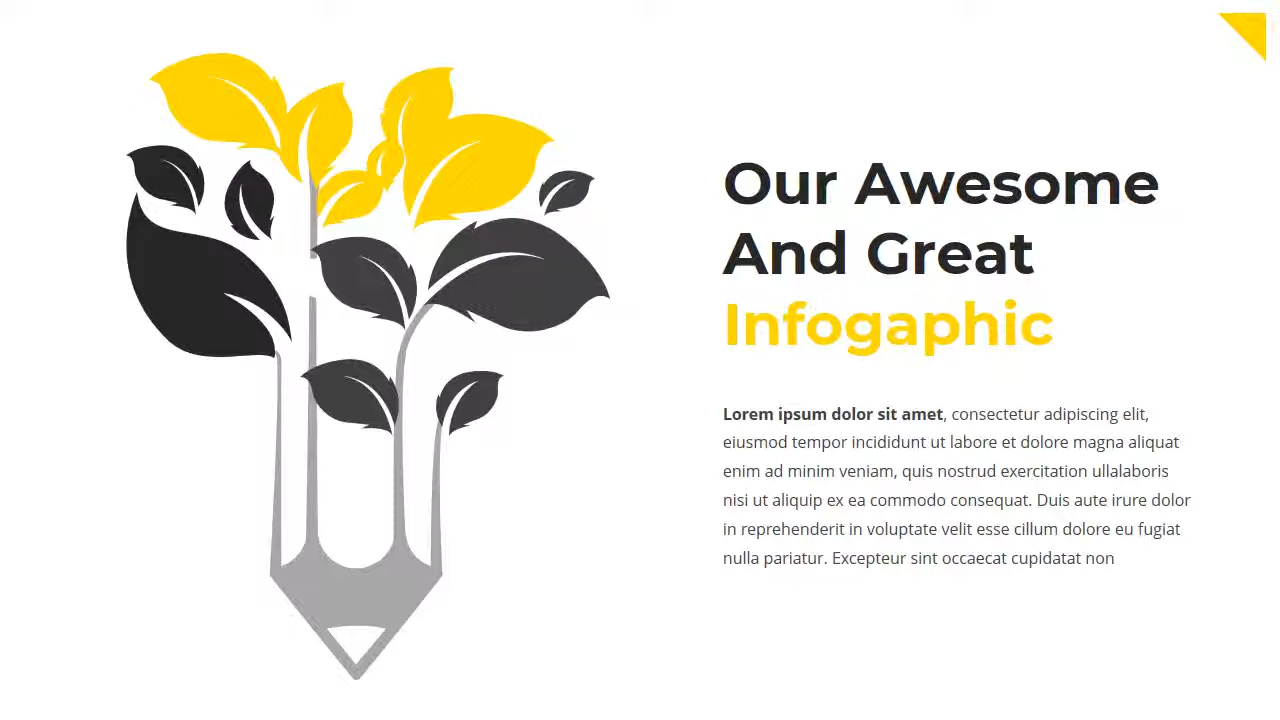 Our Awesome
And Great
Infogaphic
Lorem ipsum dolor sit amet, consectetur adipiscing elit,
eiusmod tempor incididunt ut labore et dolore magna aliquat
enim ad minim veniam, quis nostrud exercitation ullalaboris
nisi ut aliquip ex ea commodo consequat. Duis aute irure dolor
in reprehenderit in voluptate velit esse cillum dolore eu fugiat
nulla pariatur. Excepteur sint occaecat cupidatat non